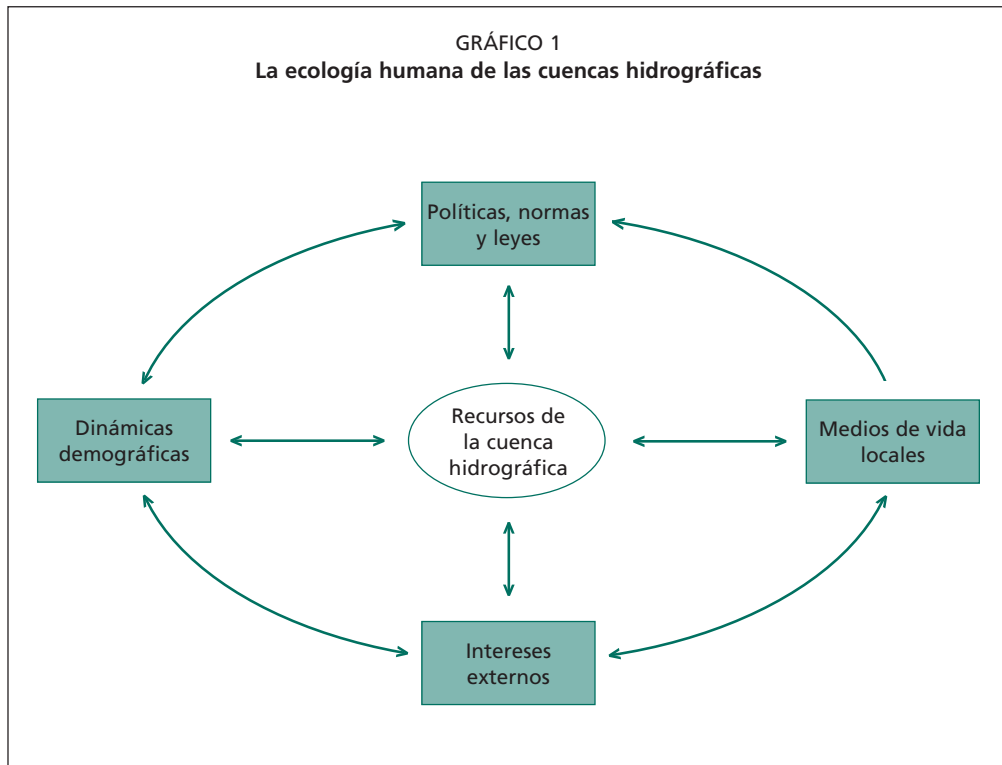 GRÁFICO 1
La ecología humana de las cuencas hidrográficas
Políticas, normas
y leyes
Dinámicas
demográficas
Recursos de
la cuenca
hidrográfica
Medios de vida
locales
Intereses
externos